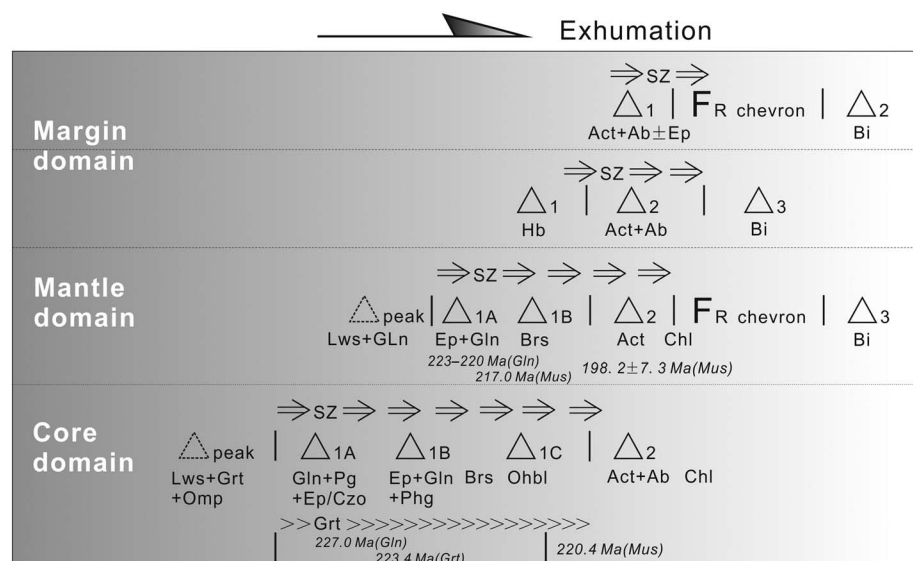 Exhumation
SZ
Margin domain
△1 △2
Act+Ab±Ep FR chevron Bi
SZ
△1 △2 △3
Hb Act+Ab Bi
Mantle domain
SZ
△peak △1A △1B △2 FR chevron △3
Lws+GLn Ep+Gln Brs Act Chl Bi
223–220 Ma(Gln)
217.0 Ma(Mus) 198. 2±7. 3 Ma(Mus)
Core domain
SZ
△peak △1A △1B △1C △2
Lws+Grt Gln+Pg Ep+Gln Brs Ohbl Act+Ab Chl
+Omp +Ep/Czo +Phg
>>Grt>>>>>>>>>>>>>>>>>>>
227.0 Ma(Gln)
223.4 Ma(Grt) 220.4 Ma(Mus)